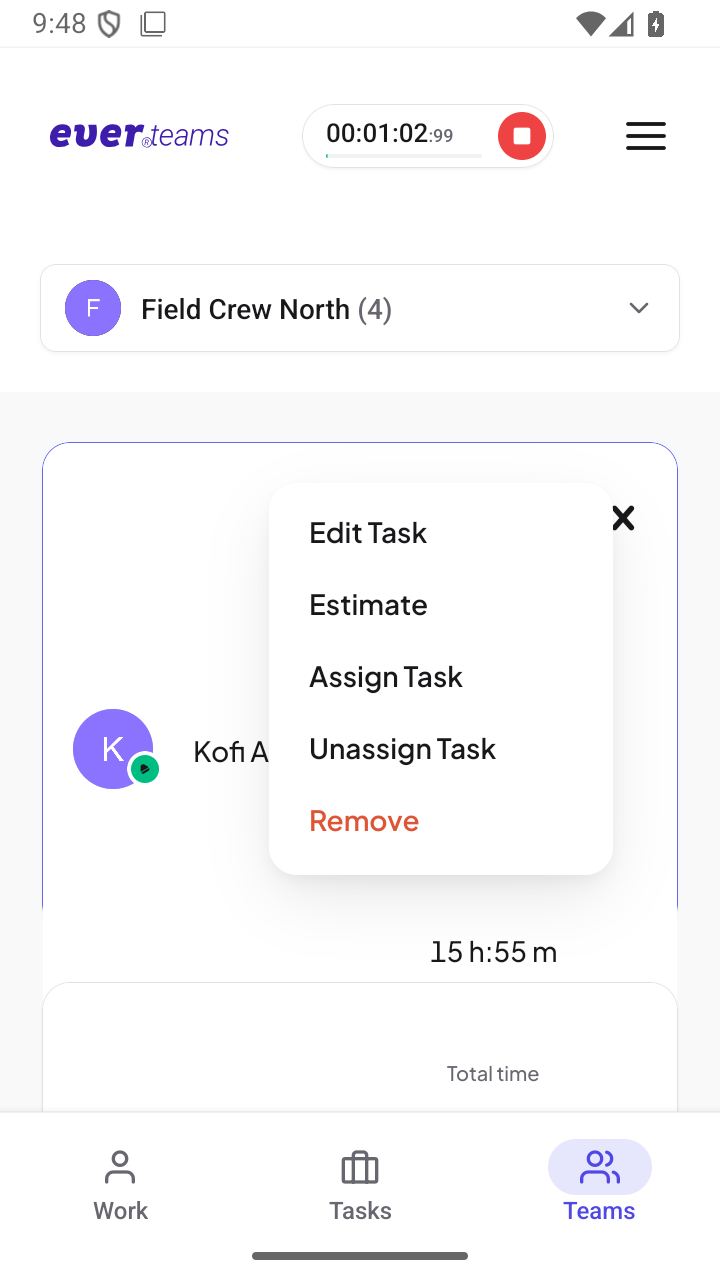 9:48
ever® teams
00:01:02:99
F
Field Crew North (4)
Edit Task
Estimate
Assign Task
K
Kofi A
Unassign Task
Remove
15 h:55 m
Total time
Work
Tasks
Teams